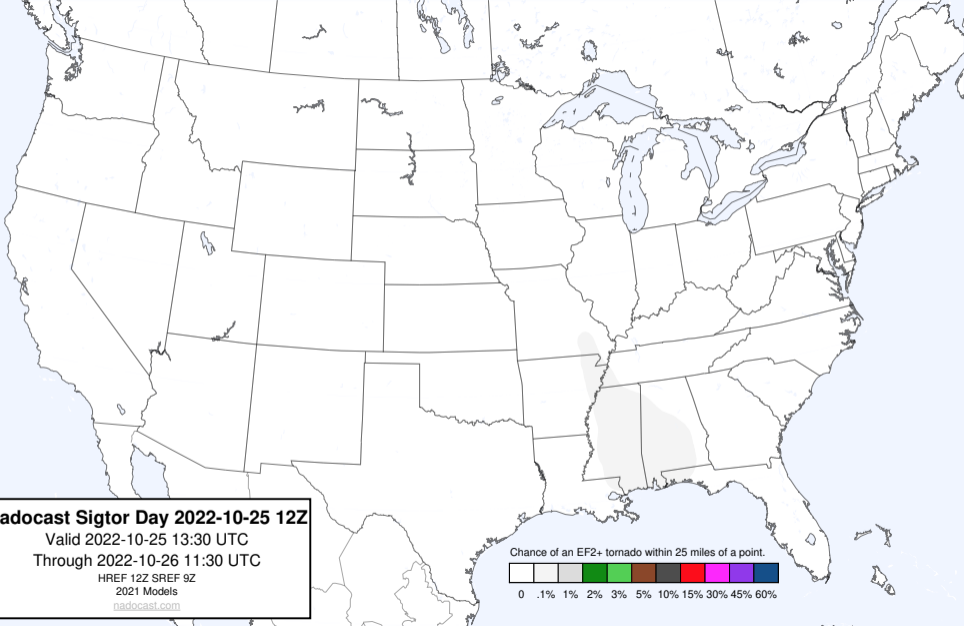 adocast Sigtor Day 2022-10-25 12Z
Valid 2022-10-25 13:30 UTC
Through 2022-10-26 11:30 UTC
HREF 12Z SREF 9Z
2021 Models
nadocast.com
Chance of an EF2+ tornado within 25 miles of a point.
0 .1% 1% 2% 3% 5% 10% 15% 30% 45% 60%